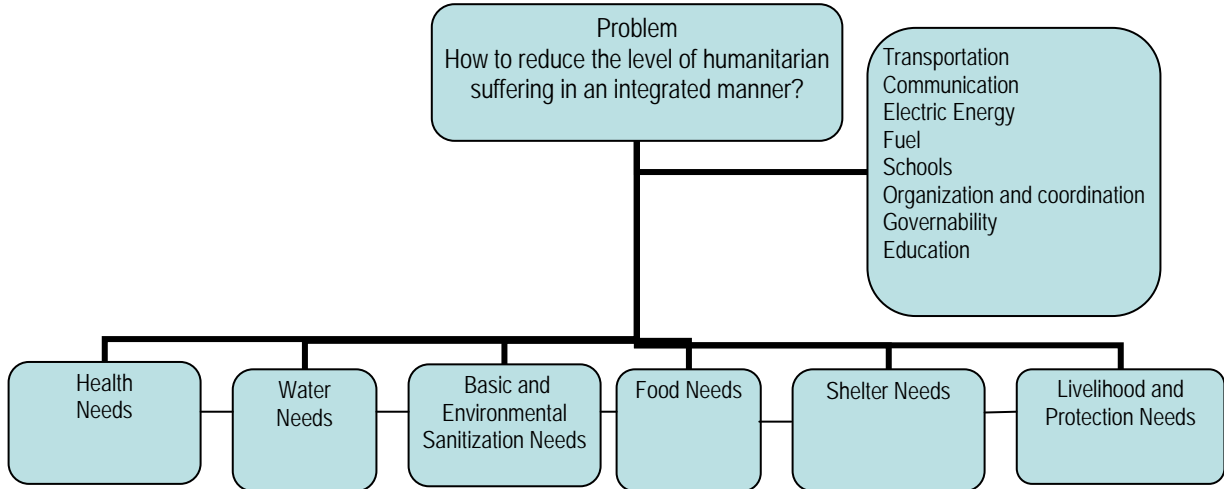 Problem
How to reduce the level of humanitarian
suffering in an integrated manner?
Transportation
Communication
Electric Energy
Fuel
Schools
Organization and coordination
Governability
Education
Health
Needs
Water
Needs
Basic and
Environmental
Sanitization Needs
Food Needs
Shelter Needs
Livelihood and
Protection Needs